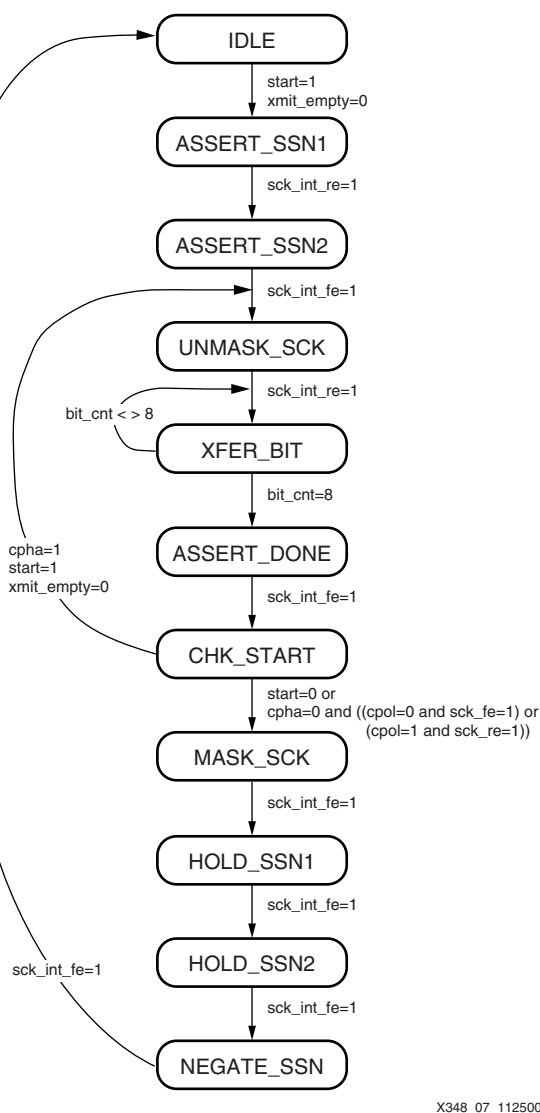 IDLE
start=1
xmit_empty=0
ASSERT_SSN1
sck_int_re=1
ASSERT_SSN2
sck_int_fe=1
UNMASK_SCK
sck_int_re=1
bit_cnt < > 8
XFER_BIT
bit_cnt=8
ASSERT_DONE
cpha=1
start=1
xmit_empty=0
sck_int_fe=1
CHK_START
start=0 or
cpha=0 and ((cpol=0 and sck_fe=1) or
(cpol=1 and sck_re=1))
MASK_SCK
sck_int_fe=1
HOLD_SSN1
sck_int_fe=1
HOLD_SSN2
sck_int_fe=1
sck_int_fe=1
NEGATE_SSN
X348_07_112500